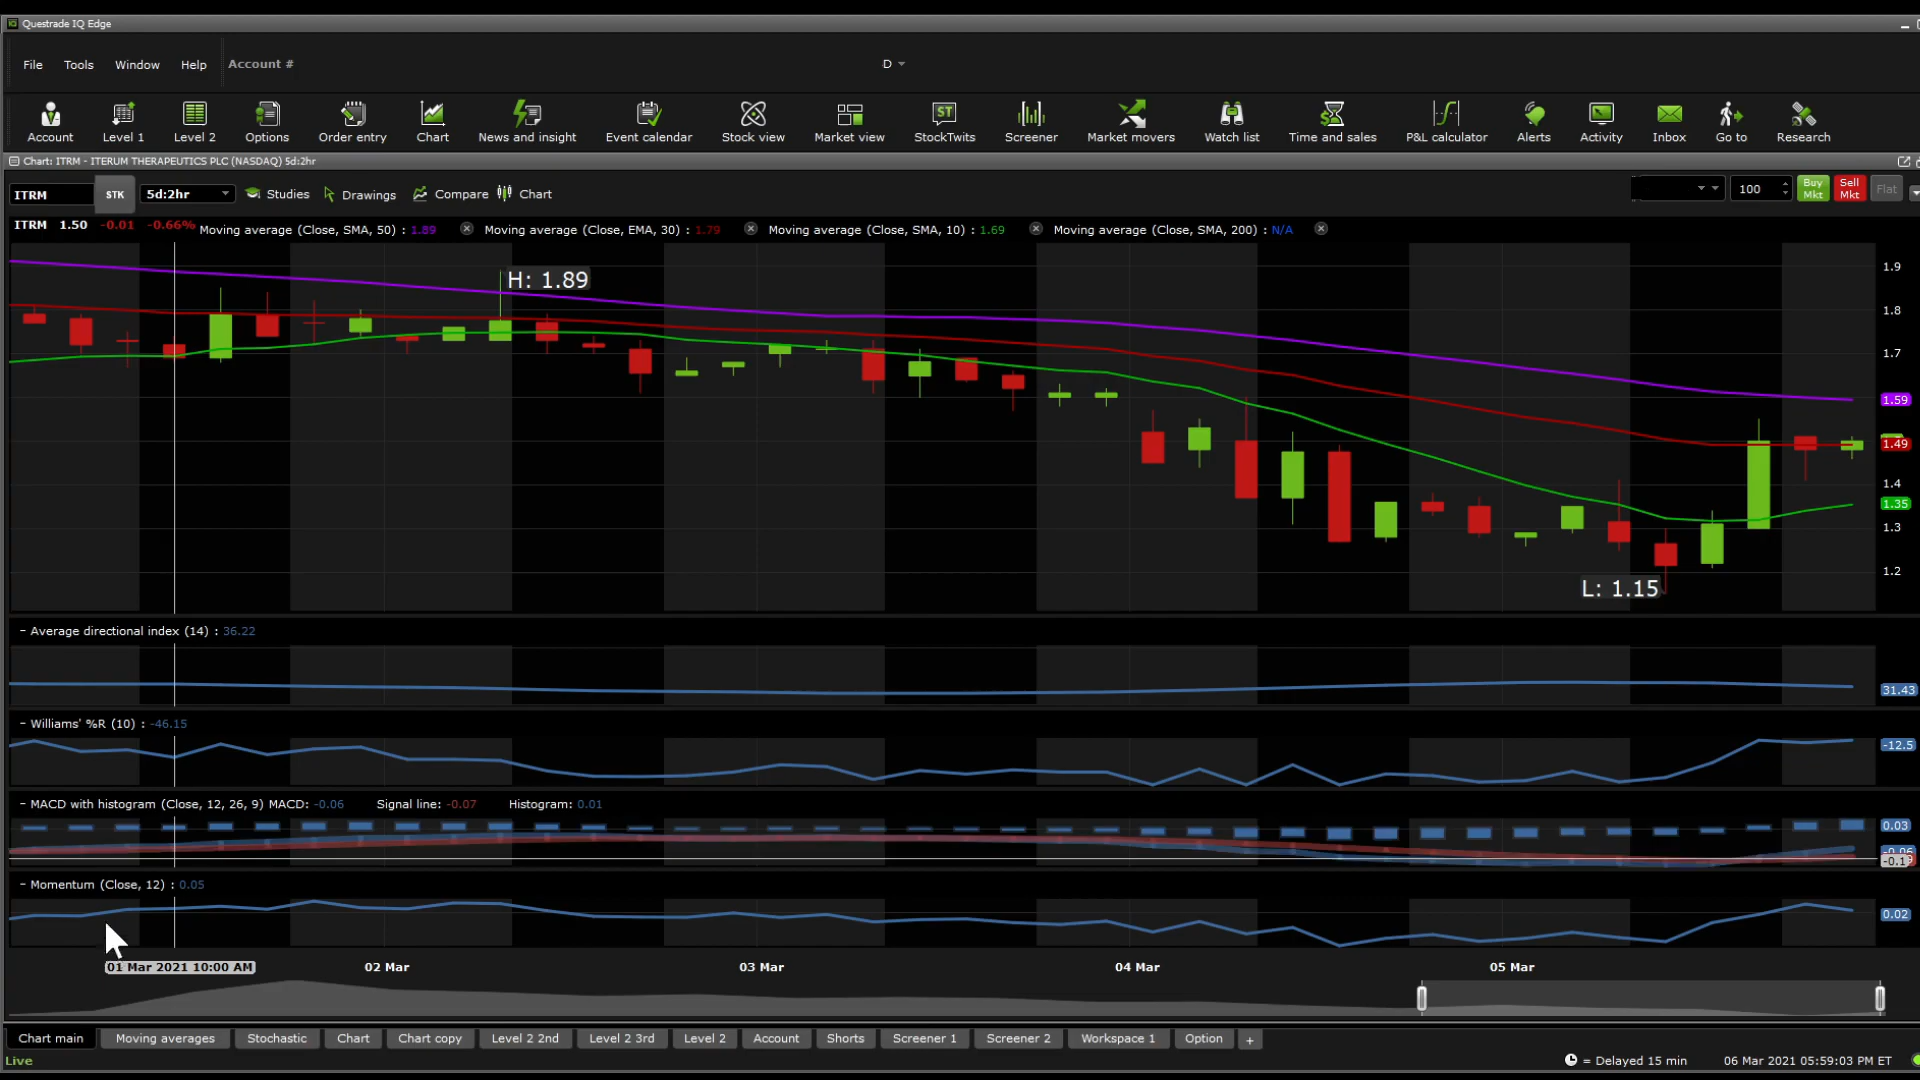 Questrade IQ Edge
File Tools Window Help Account #
D
Account Level 1 Level 2 Options Order entry Chart News and insight Event calendar Stock view Market view StockTwits Screener Market movers Watch list Time and sales P&L calculator Alerts Activity Inbox Go to Research
Chart: ITRM - ITERUM THERAPEUTICS PLC (NASDAQ) 5d:2hr
ITRM STK 5d:2hr Studies Drawings Compare Chart 100 Buy Mkt Sell Mkt Flat
ITRM 1.50 -0.01 -0.66% Moving average (Close, SMA, 50) : 1.89 Moving average (Close, EMA, 30) : 1.79 Moving average (Close, SMA, 10) : 1.69 Moving average (Close, SMA, 200) : N/A
1.9
H: 1.89
1.8
1.7
1.59
1.49
1.4
1.35
1.3
1.2
L: 1.15
- Average directional index (14) : 36.22
31.43
- Williams' %R (10) : -46.15
-12.5
- MACD with histogram (Close, 12, 26, 9) MACD: -0.06 Signal line: -0.07 Histogram: 0.01
0.03
-0.06
-0.1
- Momentum (Close, 12) : 0.05
0.02
01 Mar 2021 10:00 AM 02 Mar 03 Mar 04 Mar 05 Mar
Chart main Moving averages Stochastic Chart Chart copy Level 2 2nd Level 2 3rd Level 2 Account Shorts Screener 1 Screener 2 Workspace 1 Option +
Live = Delayed 15 min 06 Mar 2021 05:59:03 PM ET